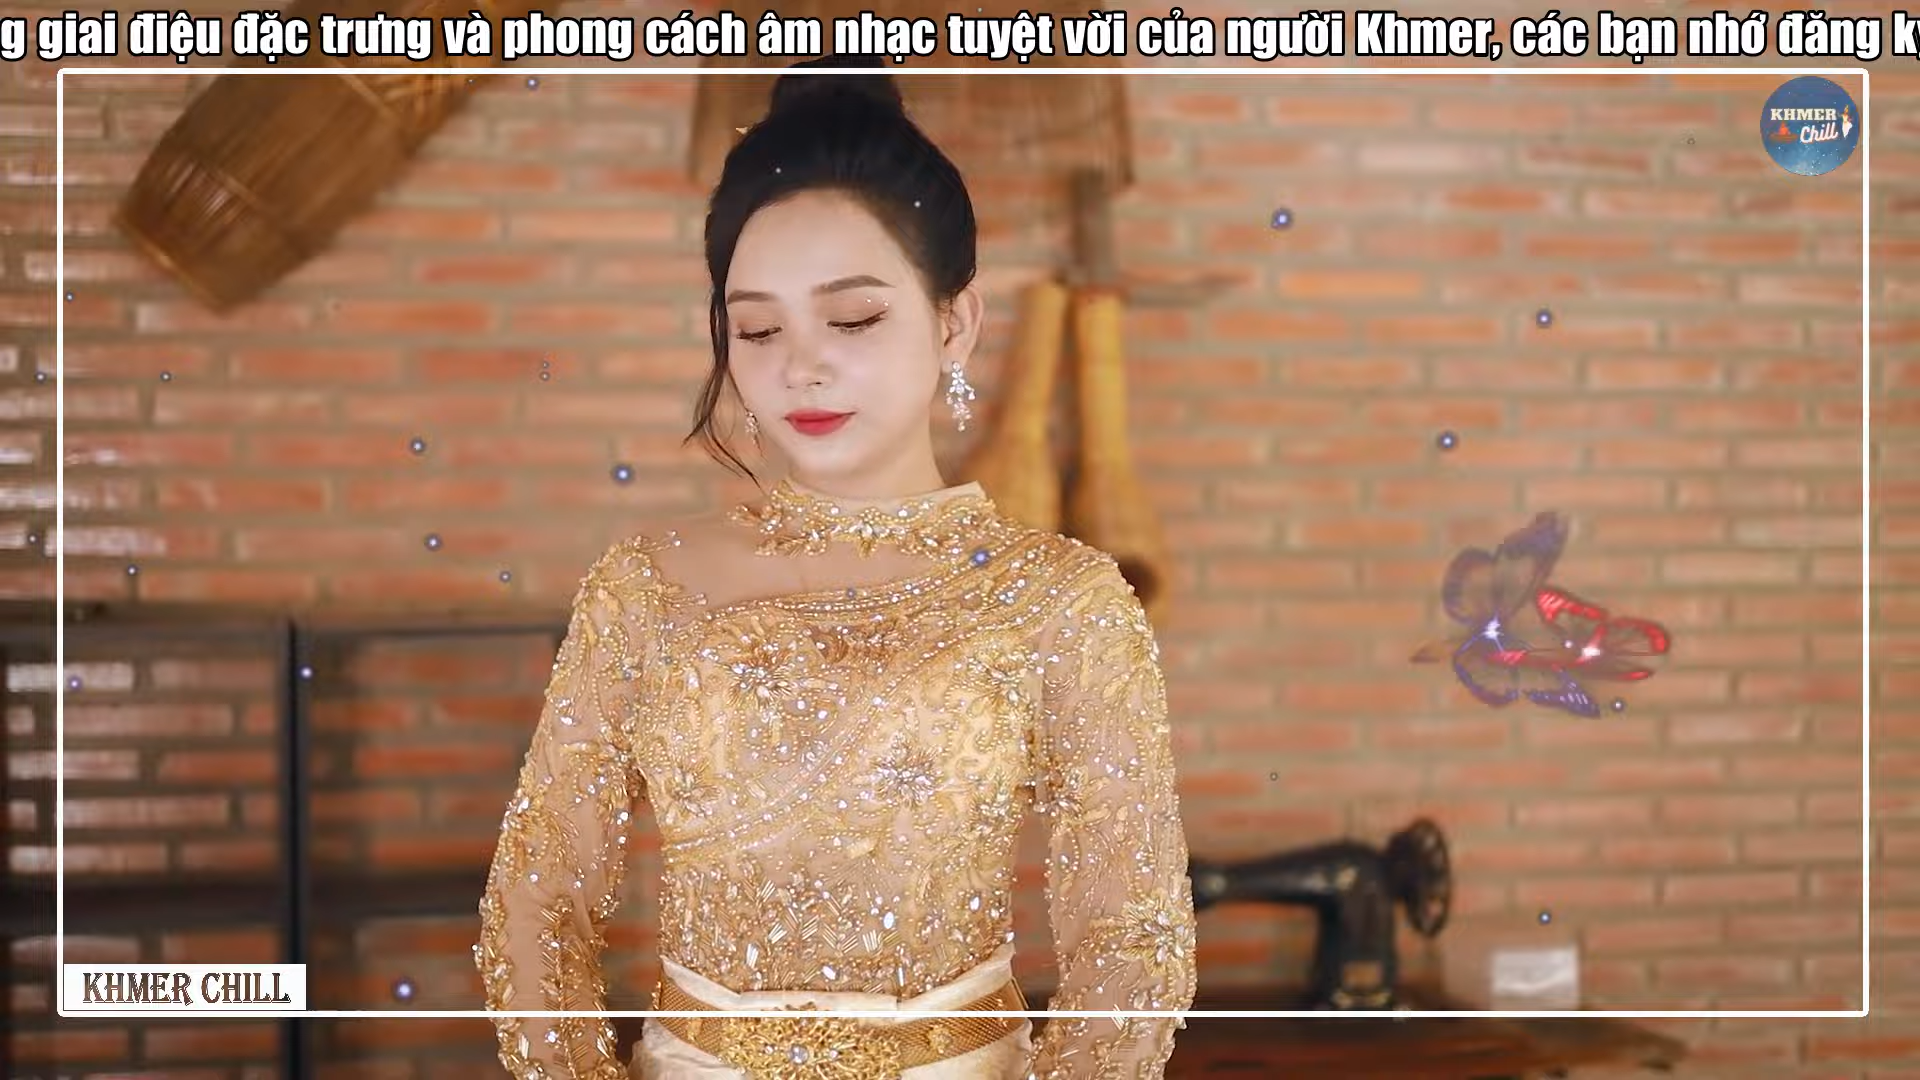 g giai điệu đặc trưng và phong cách âm nhạc tuyệt vời của người Khmer, các bạn nhớ đăng ký
KHMER
Chill
KHMER CHILL